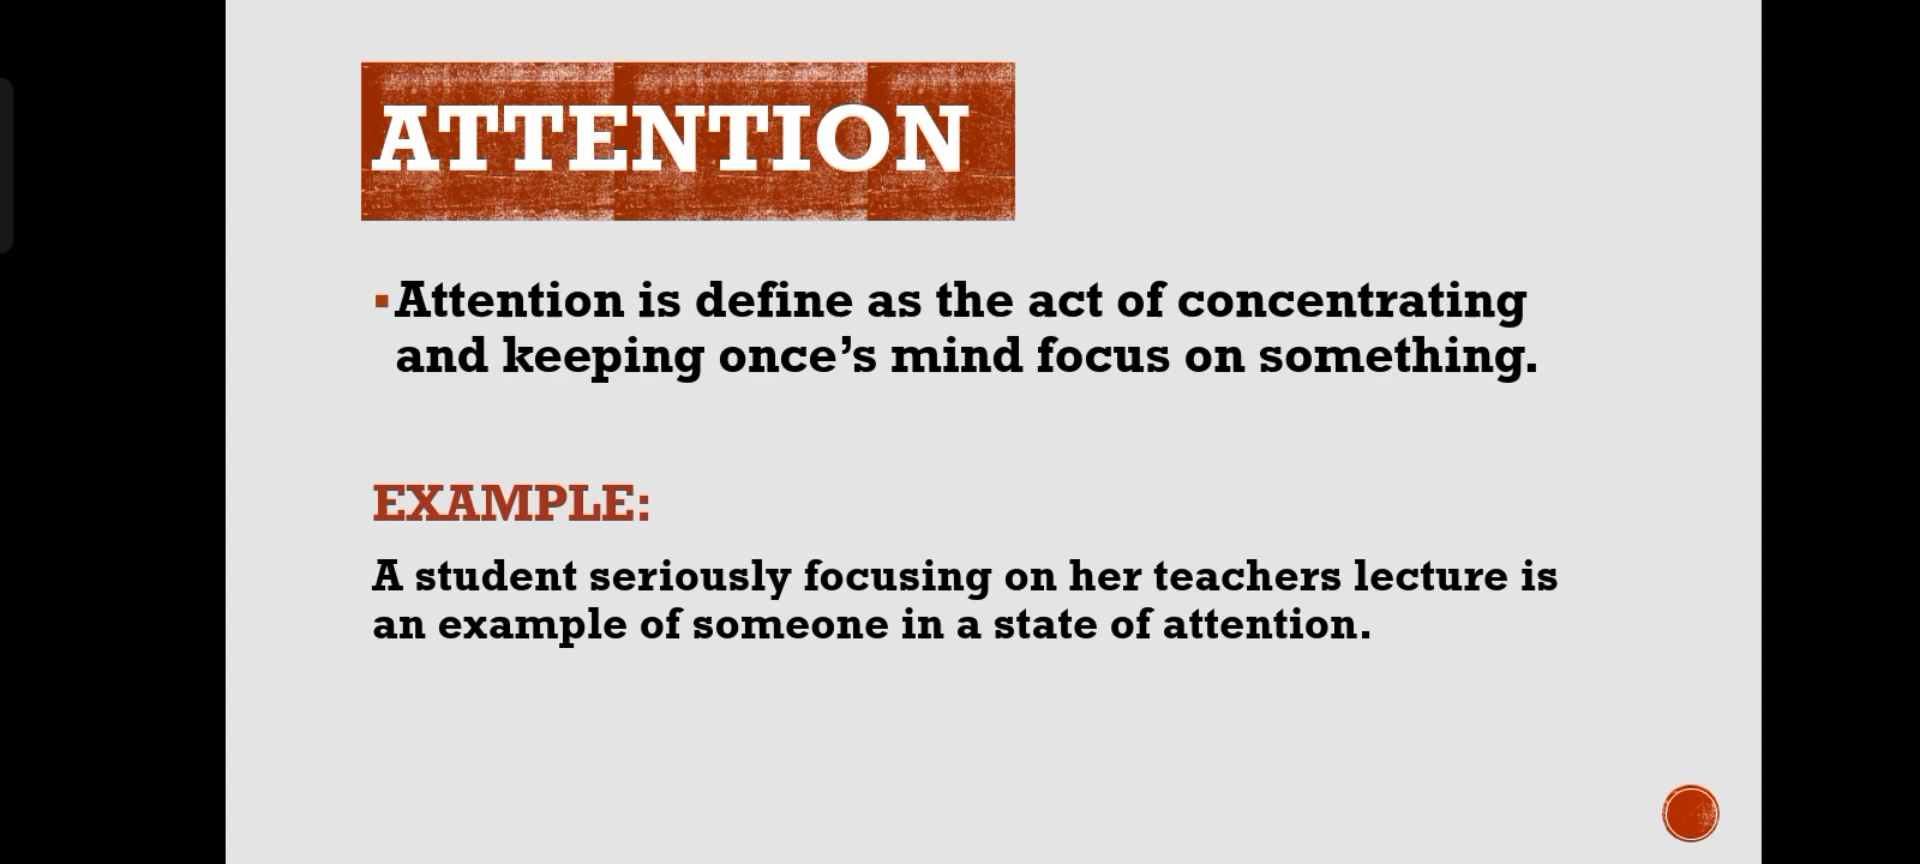 ATTENTION
▪Attention is define as the act of concentrating
and keeping once’s mind focus on something.
EXAMPLE:
A student seriously focusing on her teachers lecture is
an example of someone in a state of attention.